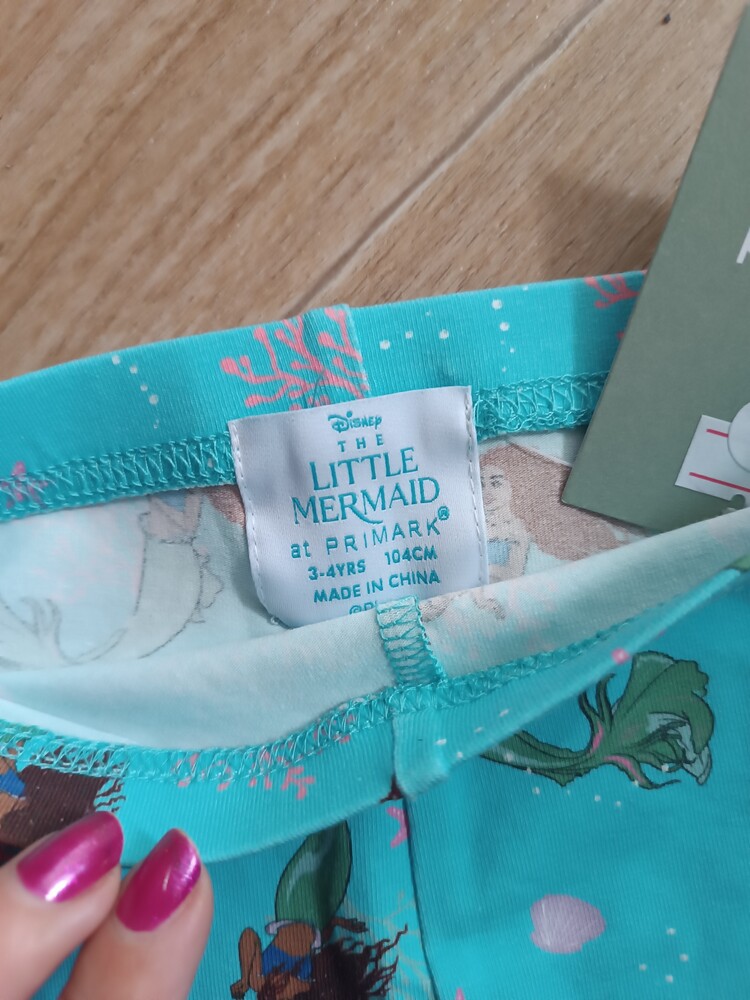 Disney
THE
LITTLE
MERMAID
at PRIMARK®
3-4YRS 104CM
MADE IN CHINA